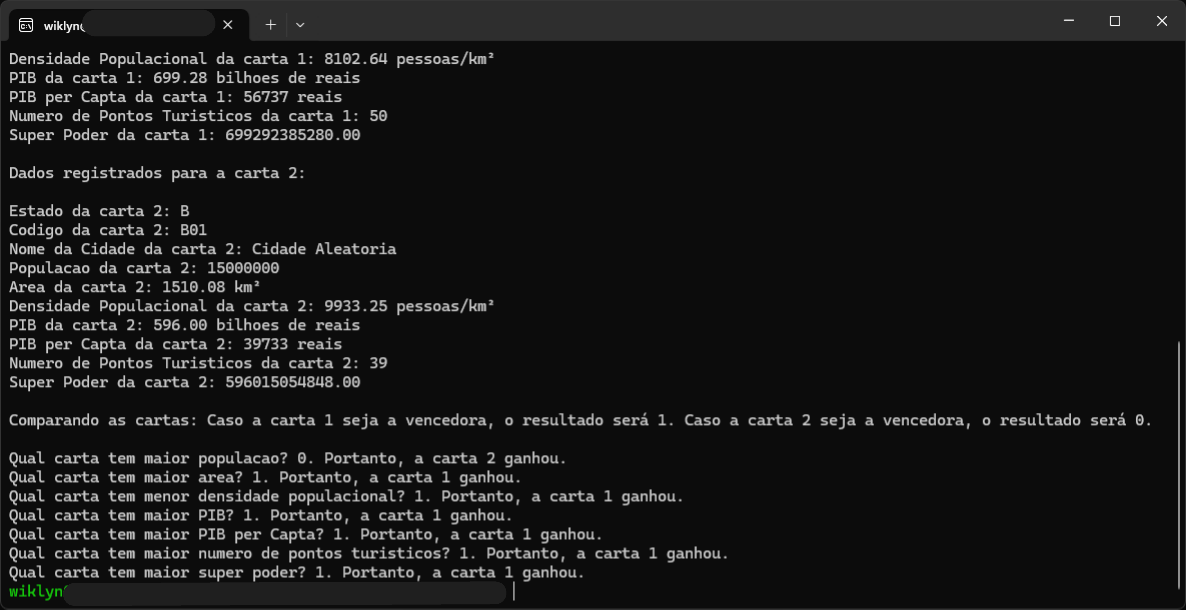 wiklyn
Densidade Populacional da carta 1: 8102.64 pessoas/km²
PIB da carta 1: 699.28 bilhoes de reais
PIB per Capta da carta 1: 56737 reais
Numero de Pontos Turisticos da carta 1: 50
Super Poder da carta 1: 699292385280.00
Dados registrados para a carta 2:
Estado da carta 2: B
Codigo da carta 2: B01
Nome da Cidade da carta 2: Cidade Aleatoria
Populacao da carta 2: 15000000
Area da carta 2: 1510.08 km²
Densidade Populacional da carta 2: 9933.25 pessoas/km²
PIB da carta 2: 596.00 bilhoes de reais
PIB per Capta da carta 2: 39733 reais
Numero de Pontos Turisticos da carta 2: 39
Super Poder da carta 2: 596015054848.00
Comparando as cartas: Caso a carta 1 seja a vencedora, o resultado será 1. Caso a carta 2 seja a vencedora, o resultado será 0.
Qual carta tem maior populacao? 0. Portanto, a carta 2 ganhou.
Qual carta tem maior area? 1. Portanto, a carta 1 ganhou.
Qual carta tem menor densidade populacional? 1. Portanto, a carta 1 ganhou.
Qual carta tem maior PIB? 1. Portanto, a carta 1 ganhou.
Qual carta tem maior PIB per Capta? 1. Portanto, a carta 1 ganhou.
Qual carta tem maior numero de pontos turisticos? 1. Portanto, a carta 1 ganhou.
Qual carta tem maior super poder? 1. Portanto, a carta 1 ganhou.
wiklyn